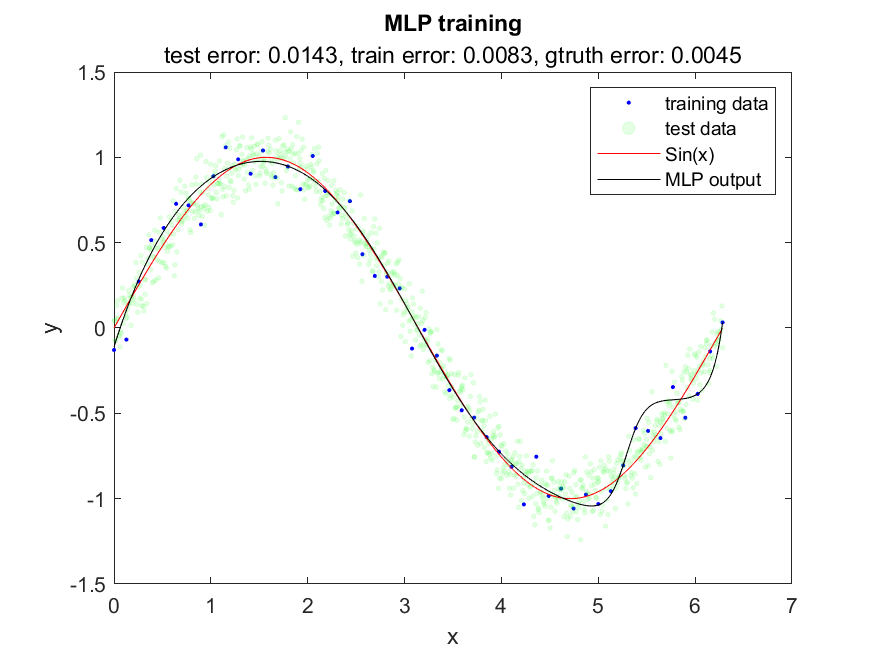 MLP training
test error: 0.0143, train error: 0.0083, gtruth error: 0.0045
training data
test data
Sin(x)
MLP output
1.5
1
0.5
0
-0.5
-1
-1.5
y
0 1 2 3 4 5 6 7
x